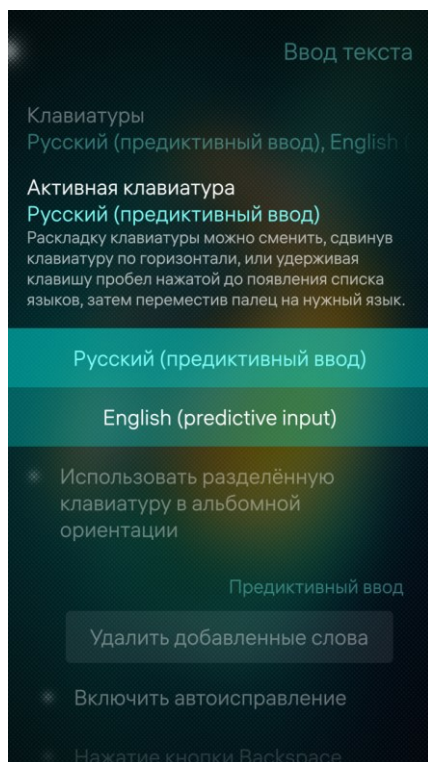 Ввод текста
Клавиатуры
Русский (предиктивный ввод), English (
Активная клавиатура
Русский (предиктивный ввод)
Раскладку клавиатуры можно сменить, сдвинув
клавиатуру по горизонтали, или удерживая
клавишу пробел нажатой до появления списка
языков, затем переместив палец на нужный язык.
Русский (предиктивный ввод)
English (predictive input)
Использовать разделённую
клавиатуру в альбомной
ориентации
Предиктивный ввод
Удалить добавленные слова
Включить автоисправление
Нажатие кнопки Backspace